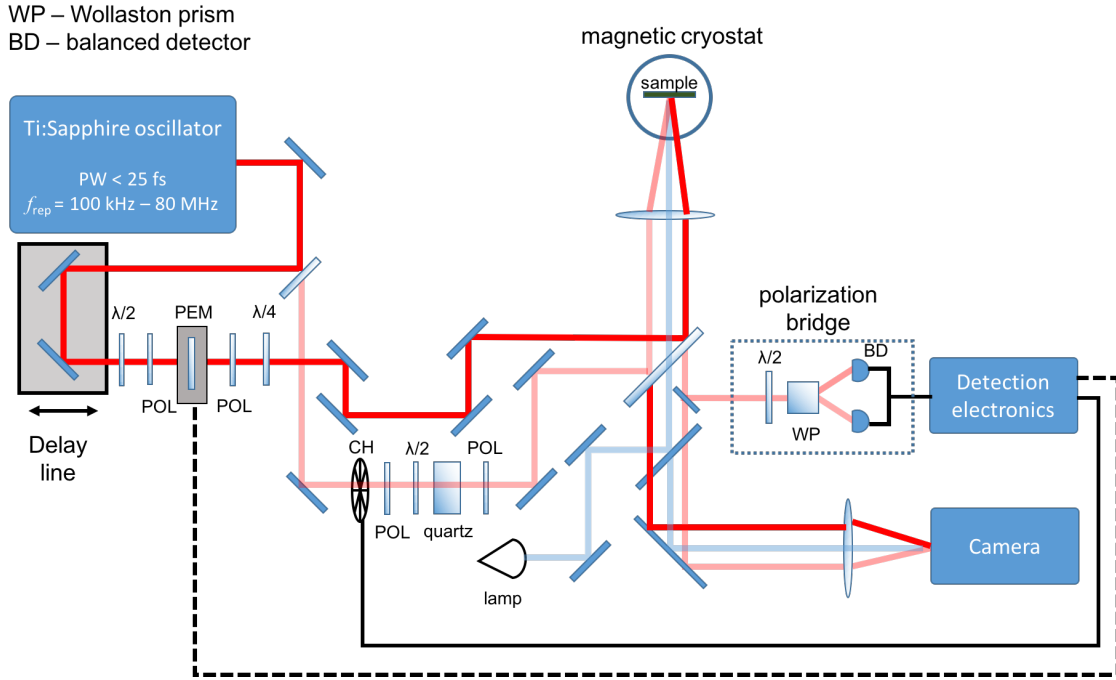 WP – Wollaston prism
BD – balanced detector
magnetic cryostat
sample
Ti:Sapphire oscillator
PW < 25 fs
frep = 100 kHz – 80 MHz
λ/2
PEM
λ/4
POL
POL
Delay
line
polarization
bridge
λ/2
BD
WP
Detection
electronics
CH
λ/2
POL
POL
quartz
lamp
Camera